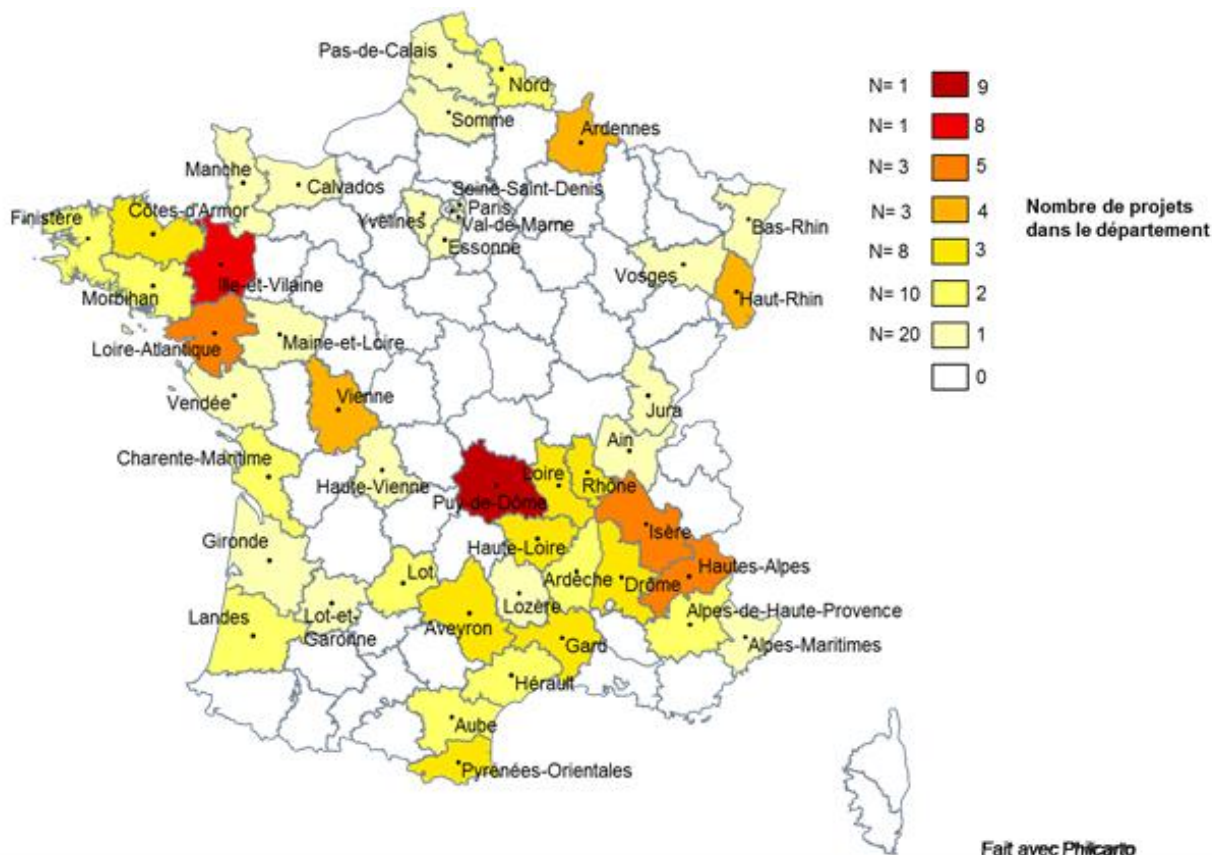 Pas-de-Calais
Nord
Somme
Ardennes
Manche
Calvados
Seine-Saint-Denis
Paris
Yvelines
Val-de-Marne
Essonne
Bas-Rhin
Finistère
Côtes-d'Armor
Vosges
Ille-et-Vilaine
Haut-Rhin
Morbihan
Maine-et-Loire
Loire-Atlantique
Vienne
Vendée
Jura
Ain
Charente-Maritime
Loire
Rhône
Haute-Vienne
Puy-de-Dôme
Isère
Gironde
Haute-Loire
Hautes-Alpes
Lot
Ardèche
Drôme
Lozère
Landes
Lot-et-
Garonne
Alpes-de-Haute-Provence
Aveyron
Gard
Alpes-Maritimes
Hérault
Aube
Pyrenées-Orientales
N= 1 9
N= 1 8
N= 3 5
N= 3 4
N= 8 3
N= 10 2
N= 20 1
0
Nombre de projets
dans le département
Fait avec Philcarto